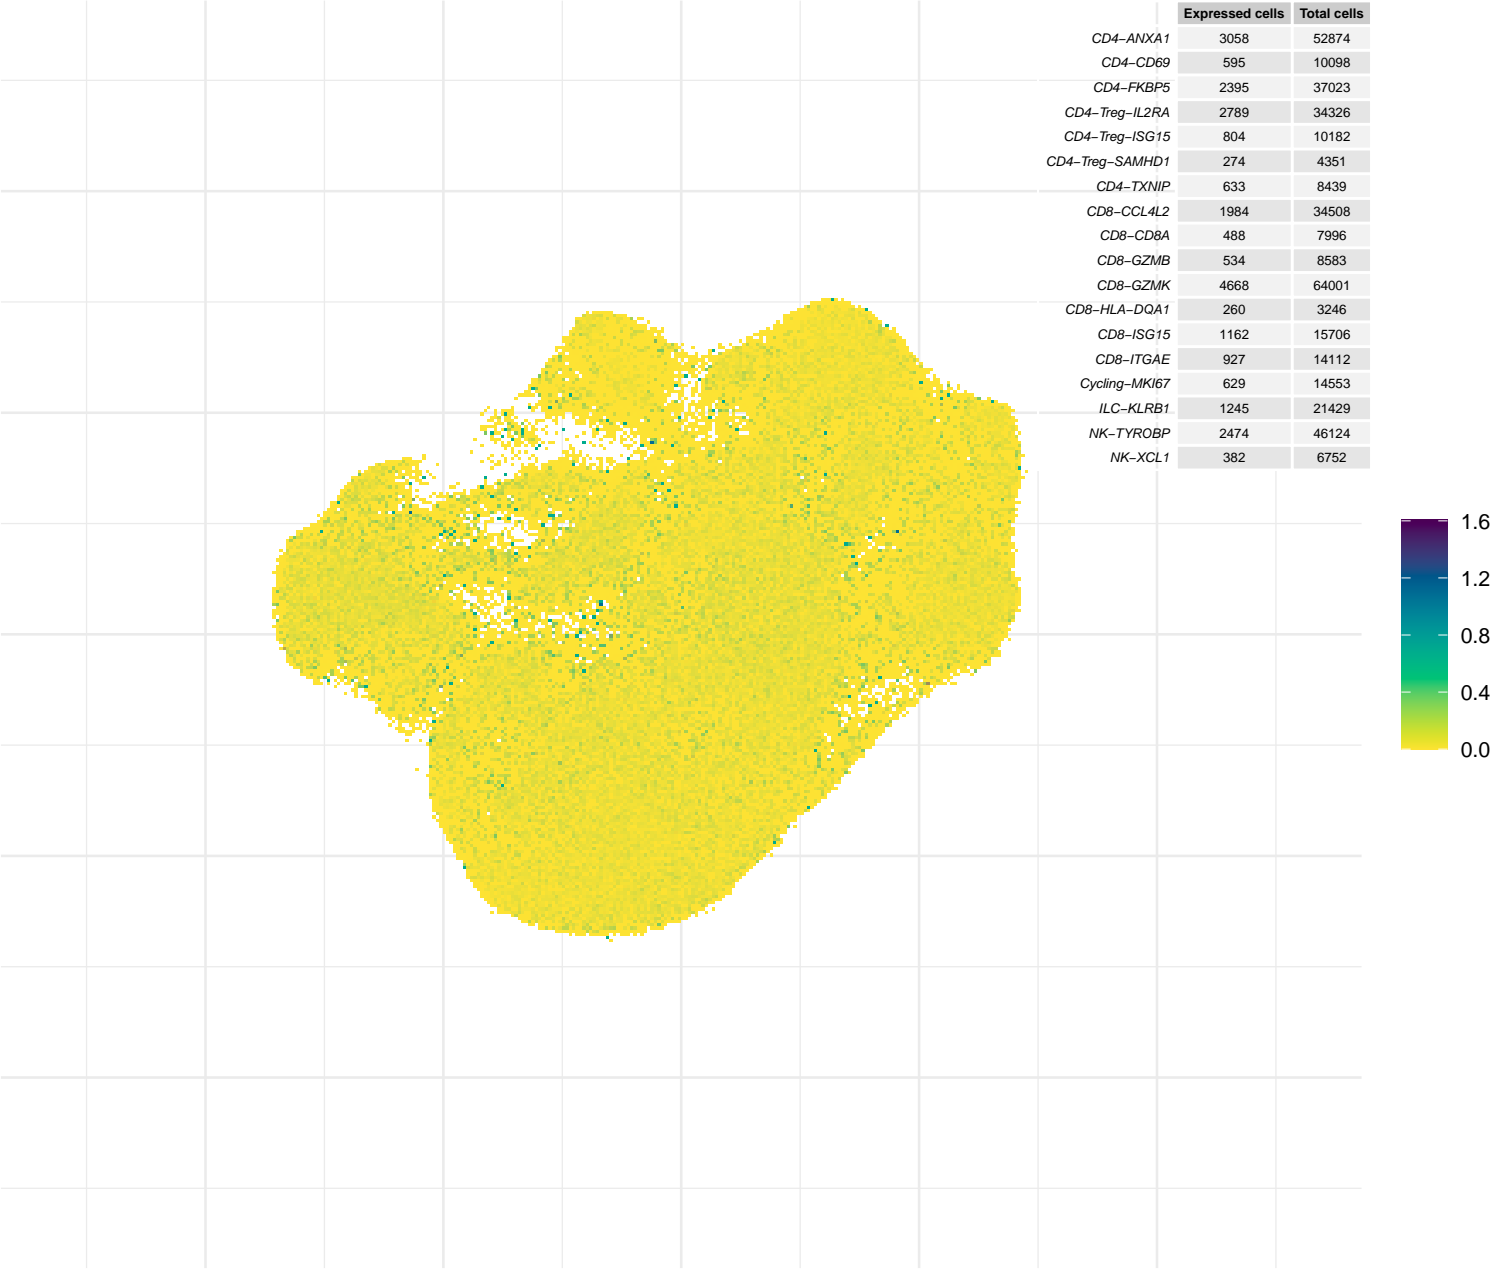 Expressed cells Total cells
CD4−ANXA1 3058 52874
CD4−CD69 595 10098
CD4−FKBP5 2395 37023
CD4−Treg−IL2RA 2789 34326
CD4−Treg−ISG15 804 10182
CD4−Treg−SAMHD1 274 4351
CD4−TXNIP 633 8439
CD8−CCL4L2 1984 34508
CD8−CD8A 488 7996
CD8−GZMB 534 8583
CD8−GZMK 4668 64001
CD8−HLA−DQA1 260 3246
CD8−ISG15 1162 15706
CD8−ITGAE 927 14112
Cycling−MKI67 629 14553
ILC−KLRB1 1245 21429
NK−TYROBP 2474 46124
NK−XCL1 382 6752
1.6
1.2
0.8
0.4
0.0